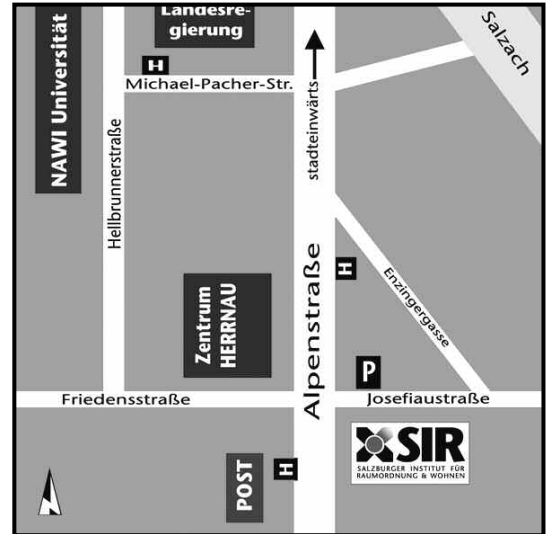 Landesre-
gierung
NAWI Universität
H
Michael-Pacher-Str.
Salzach
stadteinwärts
Hellbrunnerstraße
H
Enzingergasse
Zentrum
HERRNAU
Alpenstraße
P
Friedensstraße
Josefiaustraße
SIR
SALZBURGER INSTITUT FÜR
RAUMORDNUNG & WOHNEN
POST
H